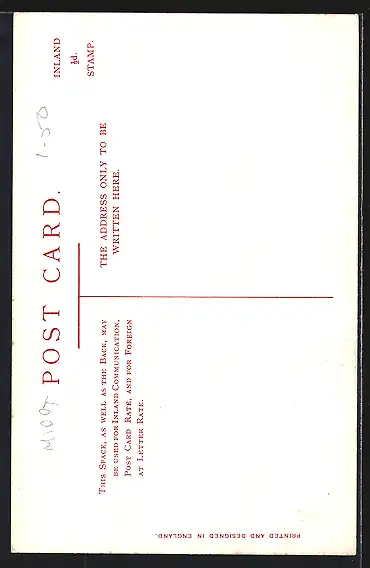 POST CARD.
1-50
INLAND
½d.
STAMP.
THIS SPACE, AS WELL AS THE BACK, MAY
BE USED FOR INLAND COMMUNICATION,
POST CARD RATE, AND FOR FOREIGN
AT LETTER RATE.
THE ADDRESS ONLY TO BE
WRITTEN HERE.
PRINTED AND DESIGNED IN ENGLAND.